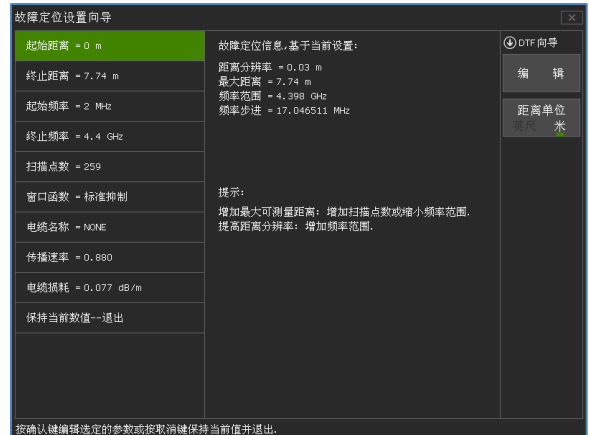 故障定位设置向导
起始距离 =0 m
终止距离 =7.74 m
起始频率 =2 MHz
终止频率 =4.4 GHz
扫描点数 =259
窗口函数 =标准抑制
电缆名称 =NONE
传播速率 =0.880
电缆损耗 =0.077 dB/m
保持当前数值--退出
故障定位信息,基于当前设置:
距离分辨率 =0.03 m
最大距离 =7.74 m
频率范围 =4.398 GHz
频率步进 =17.046511 MHz
提示:
增加最大可测量距离: 增加扫描点数或缩小频率范围.
提高距离分辨率: 增加频率范围.
DTF向导
编 辑
距离单位
英尺 米
按确认键编辑选定的参数或按取消键保持当前值并退出.